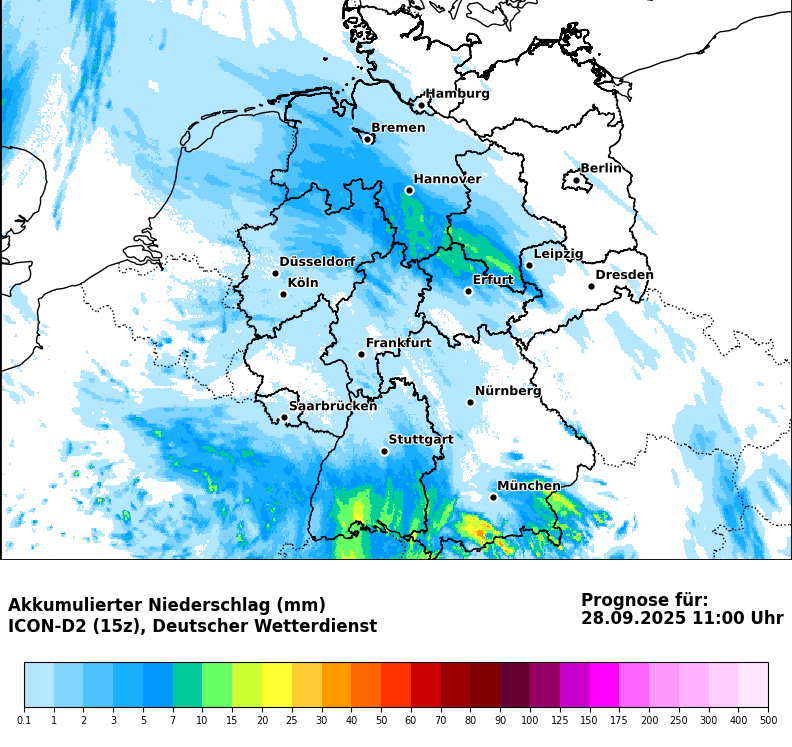 Hamburg
Bremen
Berlin
Hannover
Leipzig
Düsseldorf
Dresden
Köln
Erfurt
Frankfurt
Nürnberg
Saarbrücken
Stuttgart
München
Akkumulierter Niederschlag (mm)
ICON-D2 (15z), Deutscher Wetterdienst
Prognose für:
28.09.2025 11:00 Uhr
0.1 1 2 3 5 7 10 15 20 25 30 40 50 60 70 80 90 100 125 150 175 200 250 300 400 500